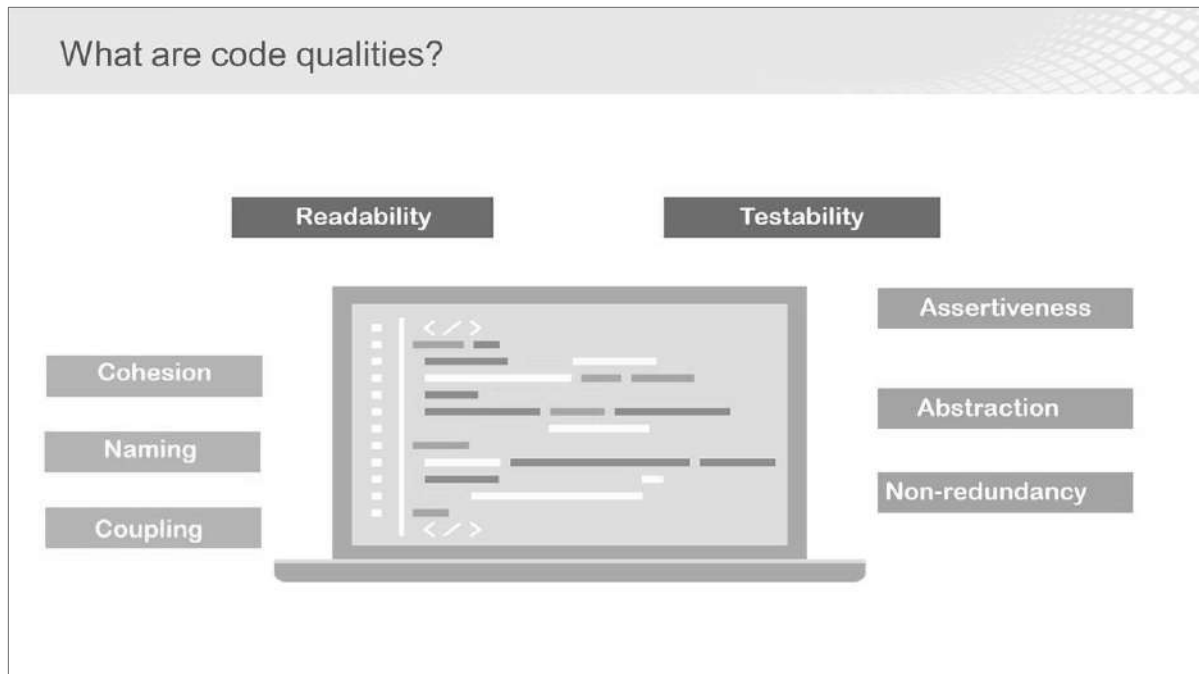 What are code qualities?
Readability
Testability
Assertiveness
</>
Cohesion
Abstraction
Naming
Non-redundancy
Coupling
</>